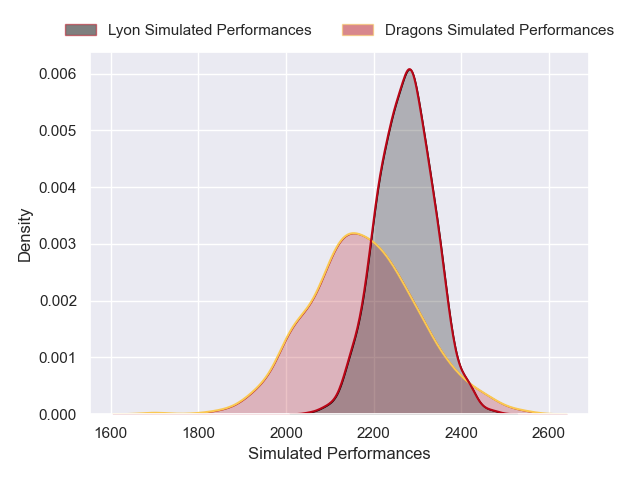 Lyon Simulated Performances Dragons Simulated Performances
0.006
0.005
0.004
0.003
0.002
0.001
0.000
Density
1600 1800 2000 2200 2400 2600
Simulated Performances